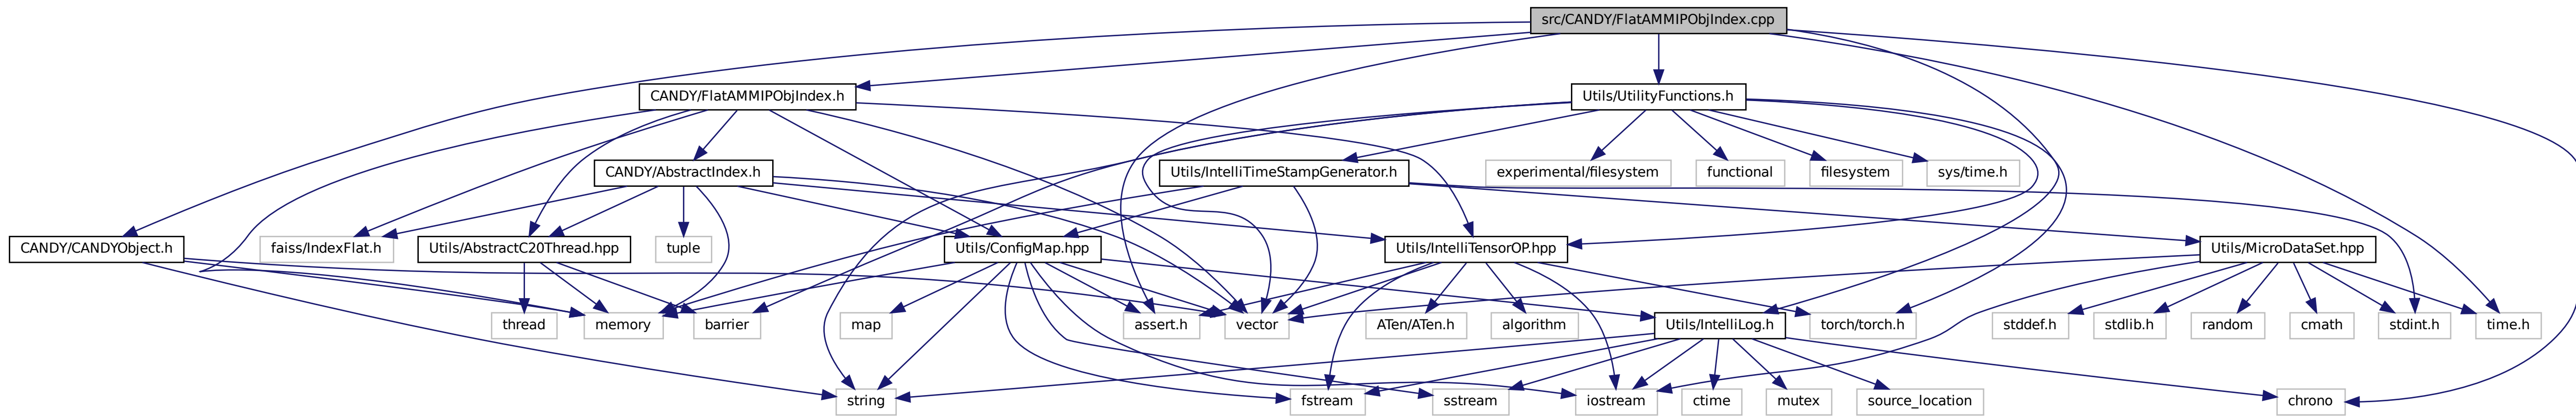 src/CANDY/FlatAMMIPObjIndex.cpp
CANDY/FlatAMMIPObjIndex.h
Utils/UtilityFunctions.h
CANDY/AbstractIndex.h
Utils/IntelliTimeStampGenerator.h
experimental/filesystem
functional
filesystem
sys/time.h
CANDY/CANDYObject.h
faiss/IndexFlat.h
Utils/AbstractC20Thread.hpp
tuple
Utils/ConfigMap.hpp
Utils/IntelliTensorOP.hpp
Utils/MicroDataSet.hpp
thread
memory
barrier
map
assert.h
vector
ATen/ATen.h
algorithm
Utils/IntelliLog.h
torch/torch.h
stddef.h
stdlib.h
random
cmath
stdint.h
time.h
string
fstream
sstream
iostream
ctime
mutex
source_location
chrono